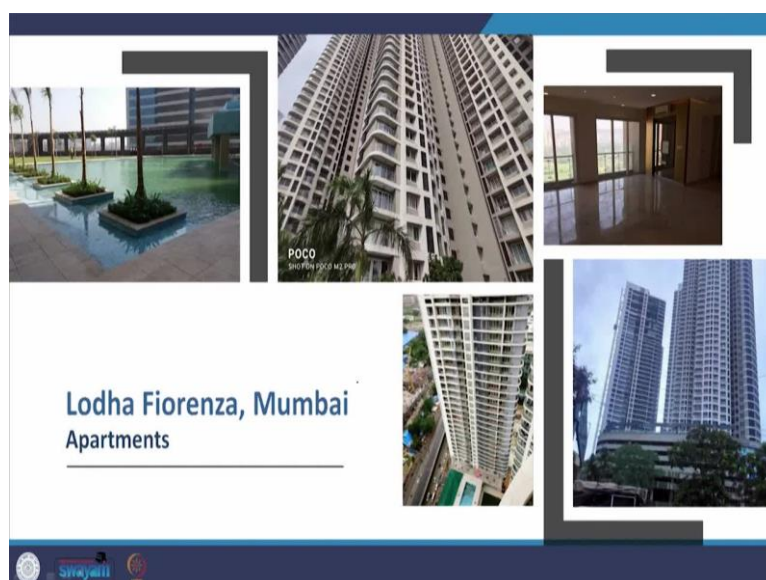 POCO
SHOT ON POCO M2 PRO
Lodha Fiorenza, Mumbai
Apartments
swayam